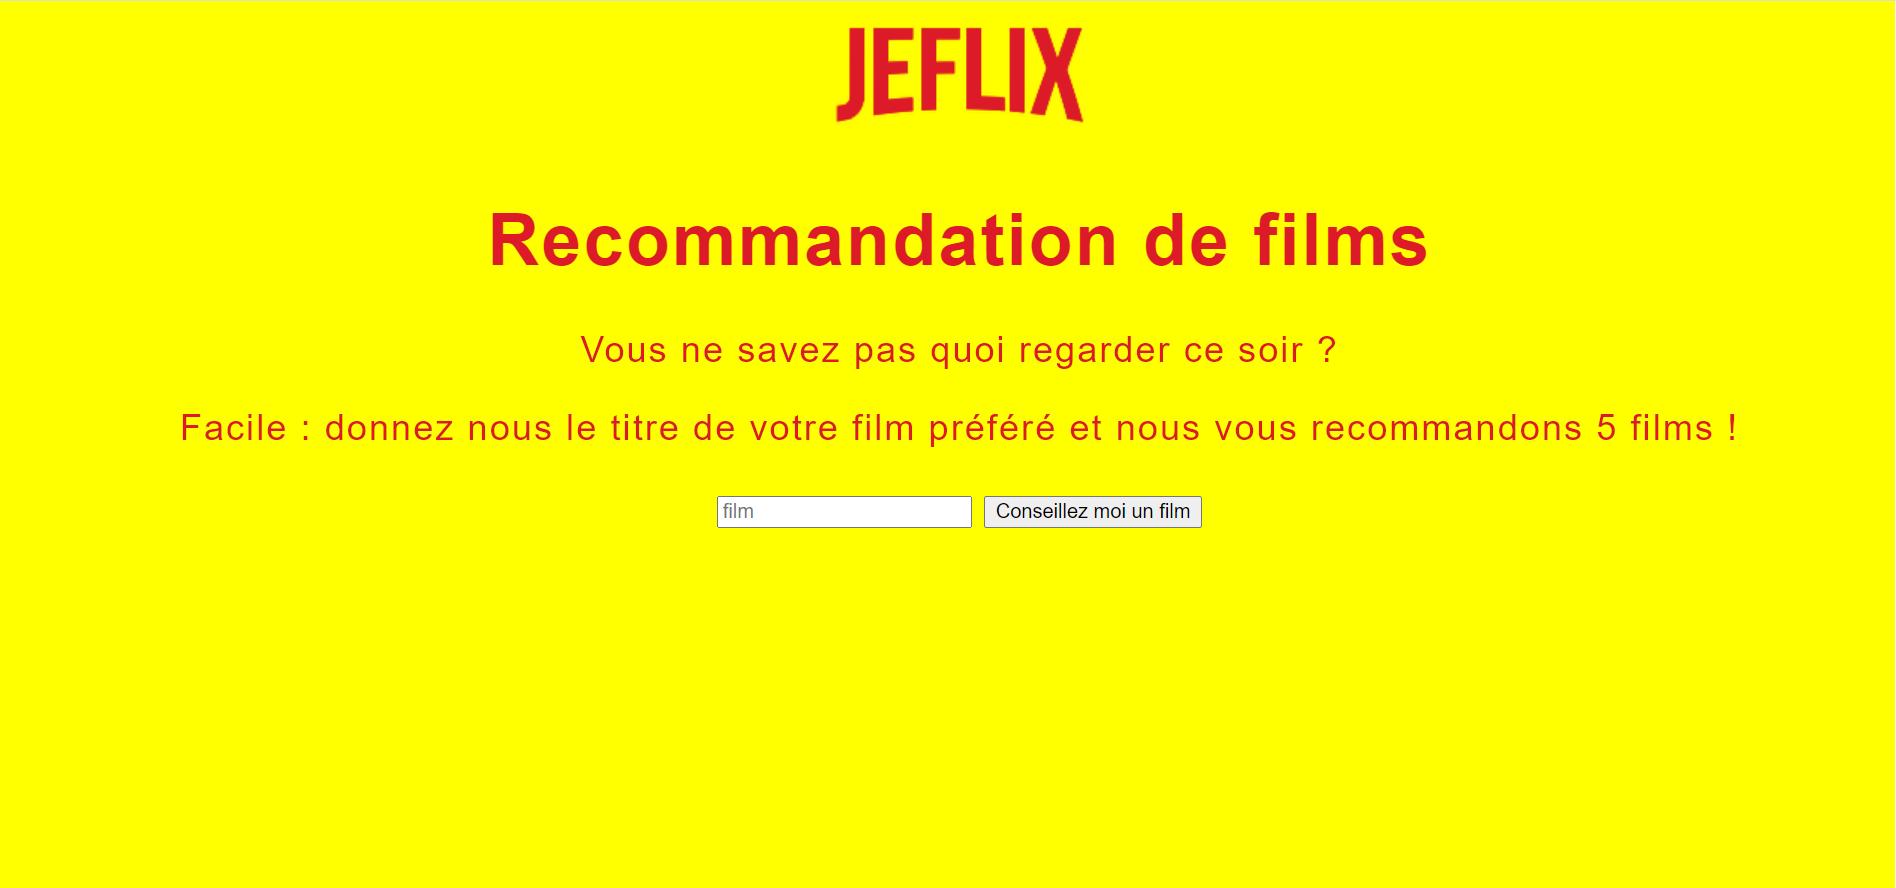 JEFLIX
Recommandation de films
Vous ne savez pas quoi regarder ce soir ?
Facile : donnez nous le titre de votre film préféré et nous vous recommandons 5 films !
film
Conseillez moi un film